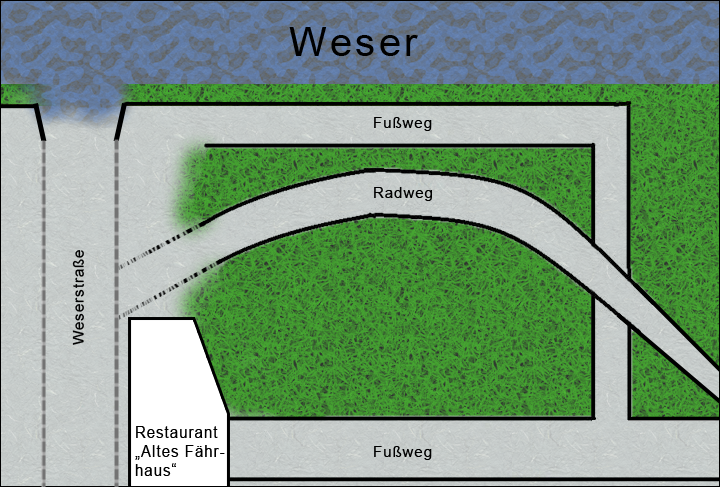 Weser
Fußweg
Radweg
Weserstraße
Restaurant
„Altes Fähr-
haus“
Fußweg